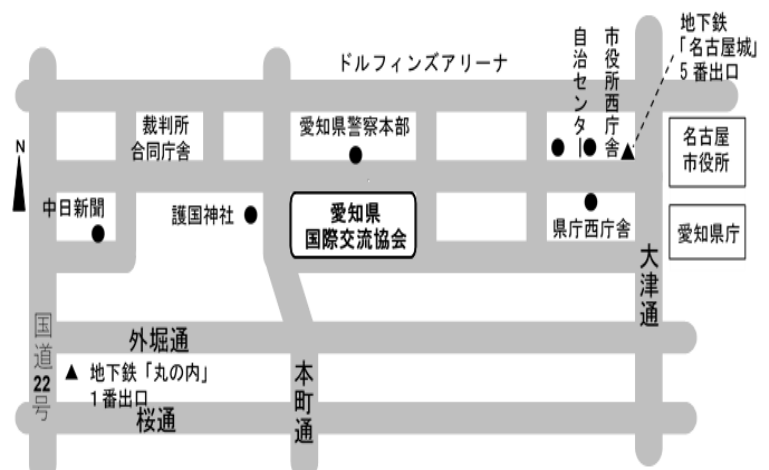 ドルフィンズアリーナ
自治センター
市役所西庁舎
地下鉄
「名古屋城」
5番出口
裁判所
合同庁舎
愛知県警察本部
名古屋
市役所
N
中日新聞
護国神社
愛知県
国際交流協会
県庁西庁舎
愛知県庁
大津通
国道22号
外堀通
地下鉄「丸の内」
1番出口
本町通
桜通